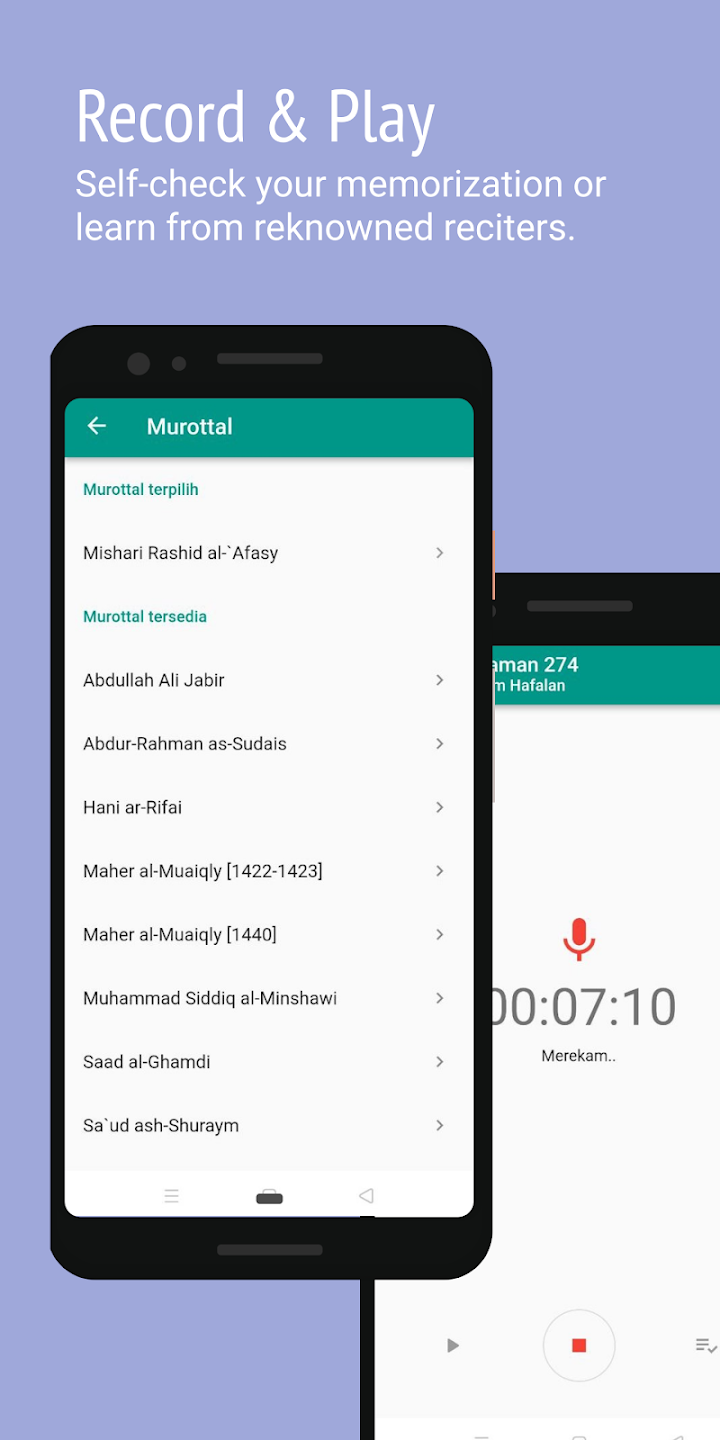 Record & Play
Self-check your memorization or
learn from reknowned reciters.
Murottal
Murottal terpilih
Mishari Rashid al-`Afasy
Murottal tersedia
Abdullah Ali Jabir
Abdur-Rahman as-Sudais
Hani ar-Rifai
Maher al-Muaiqly [1422-1423]
Maher al-Muaiqly [1440]
Muhammad Siddiq al-Minshawi
Saad al-Ghamdi
Sa`ud ash-Shuraym
aman 274
m Hafalan
00:07:10
Merekam..